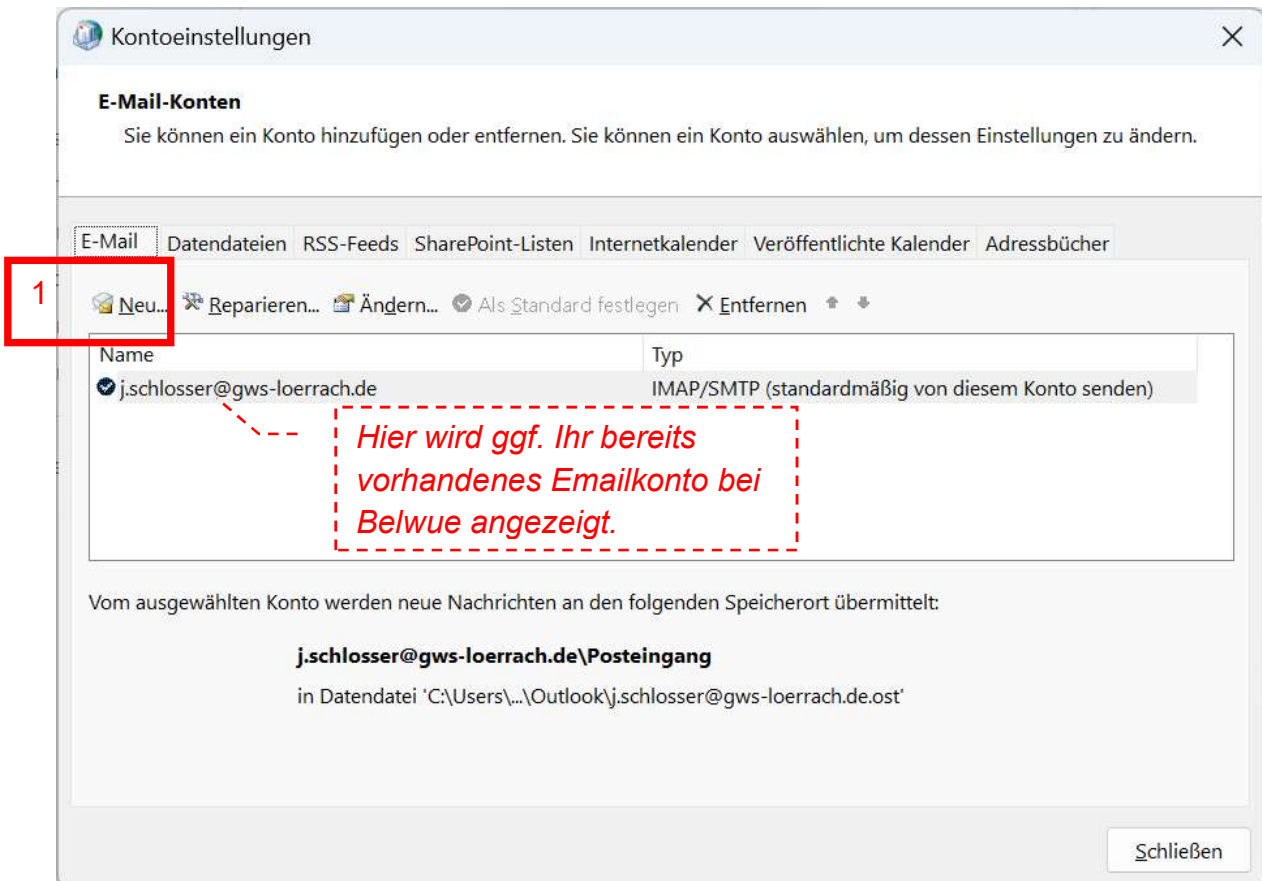 Kontoeinstellungen
E-Mail-Konten
Sie können ein Konto hinzufügen oder entfernen. Sie können ein Konto auswählen, um dessen Einstellungen zu ändern.
E-Mail Datendateien RSS-Feeds SharePoint-Listen Internetkalender Veröffentlichte Kalender Adressbücher
1
Neu... Reparieren... Ändern... Als Standard festlegen Entfernen
Name Typ
j.schlosser@gws-loerrach.de IMAP/SMTP (standardmäßig von diesem Konto senden)
Hier wird ggf. Ihr bereits
vorhandenes Emailkonto bei
Belwue angezeigt.
Vom ausgewählten Konto werden neue Nachrichten an den folgenden Speicherort übermittelt:
j.schlosser@gws-loerrach.de\Posteingang
in Datendatei 'C:\Users\...\Outlook\j.schlosser@gws-loerrach.de.ost'
Schließen